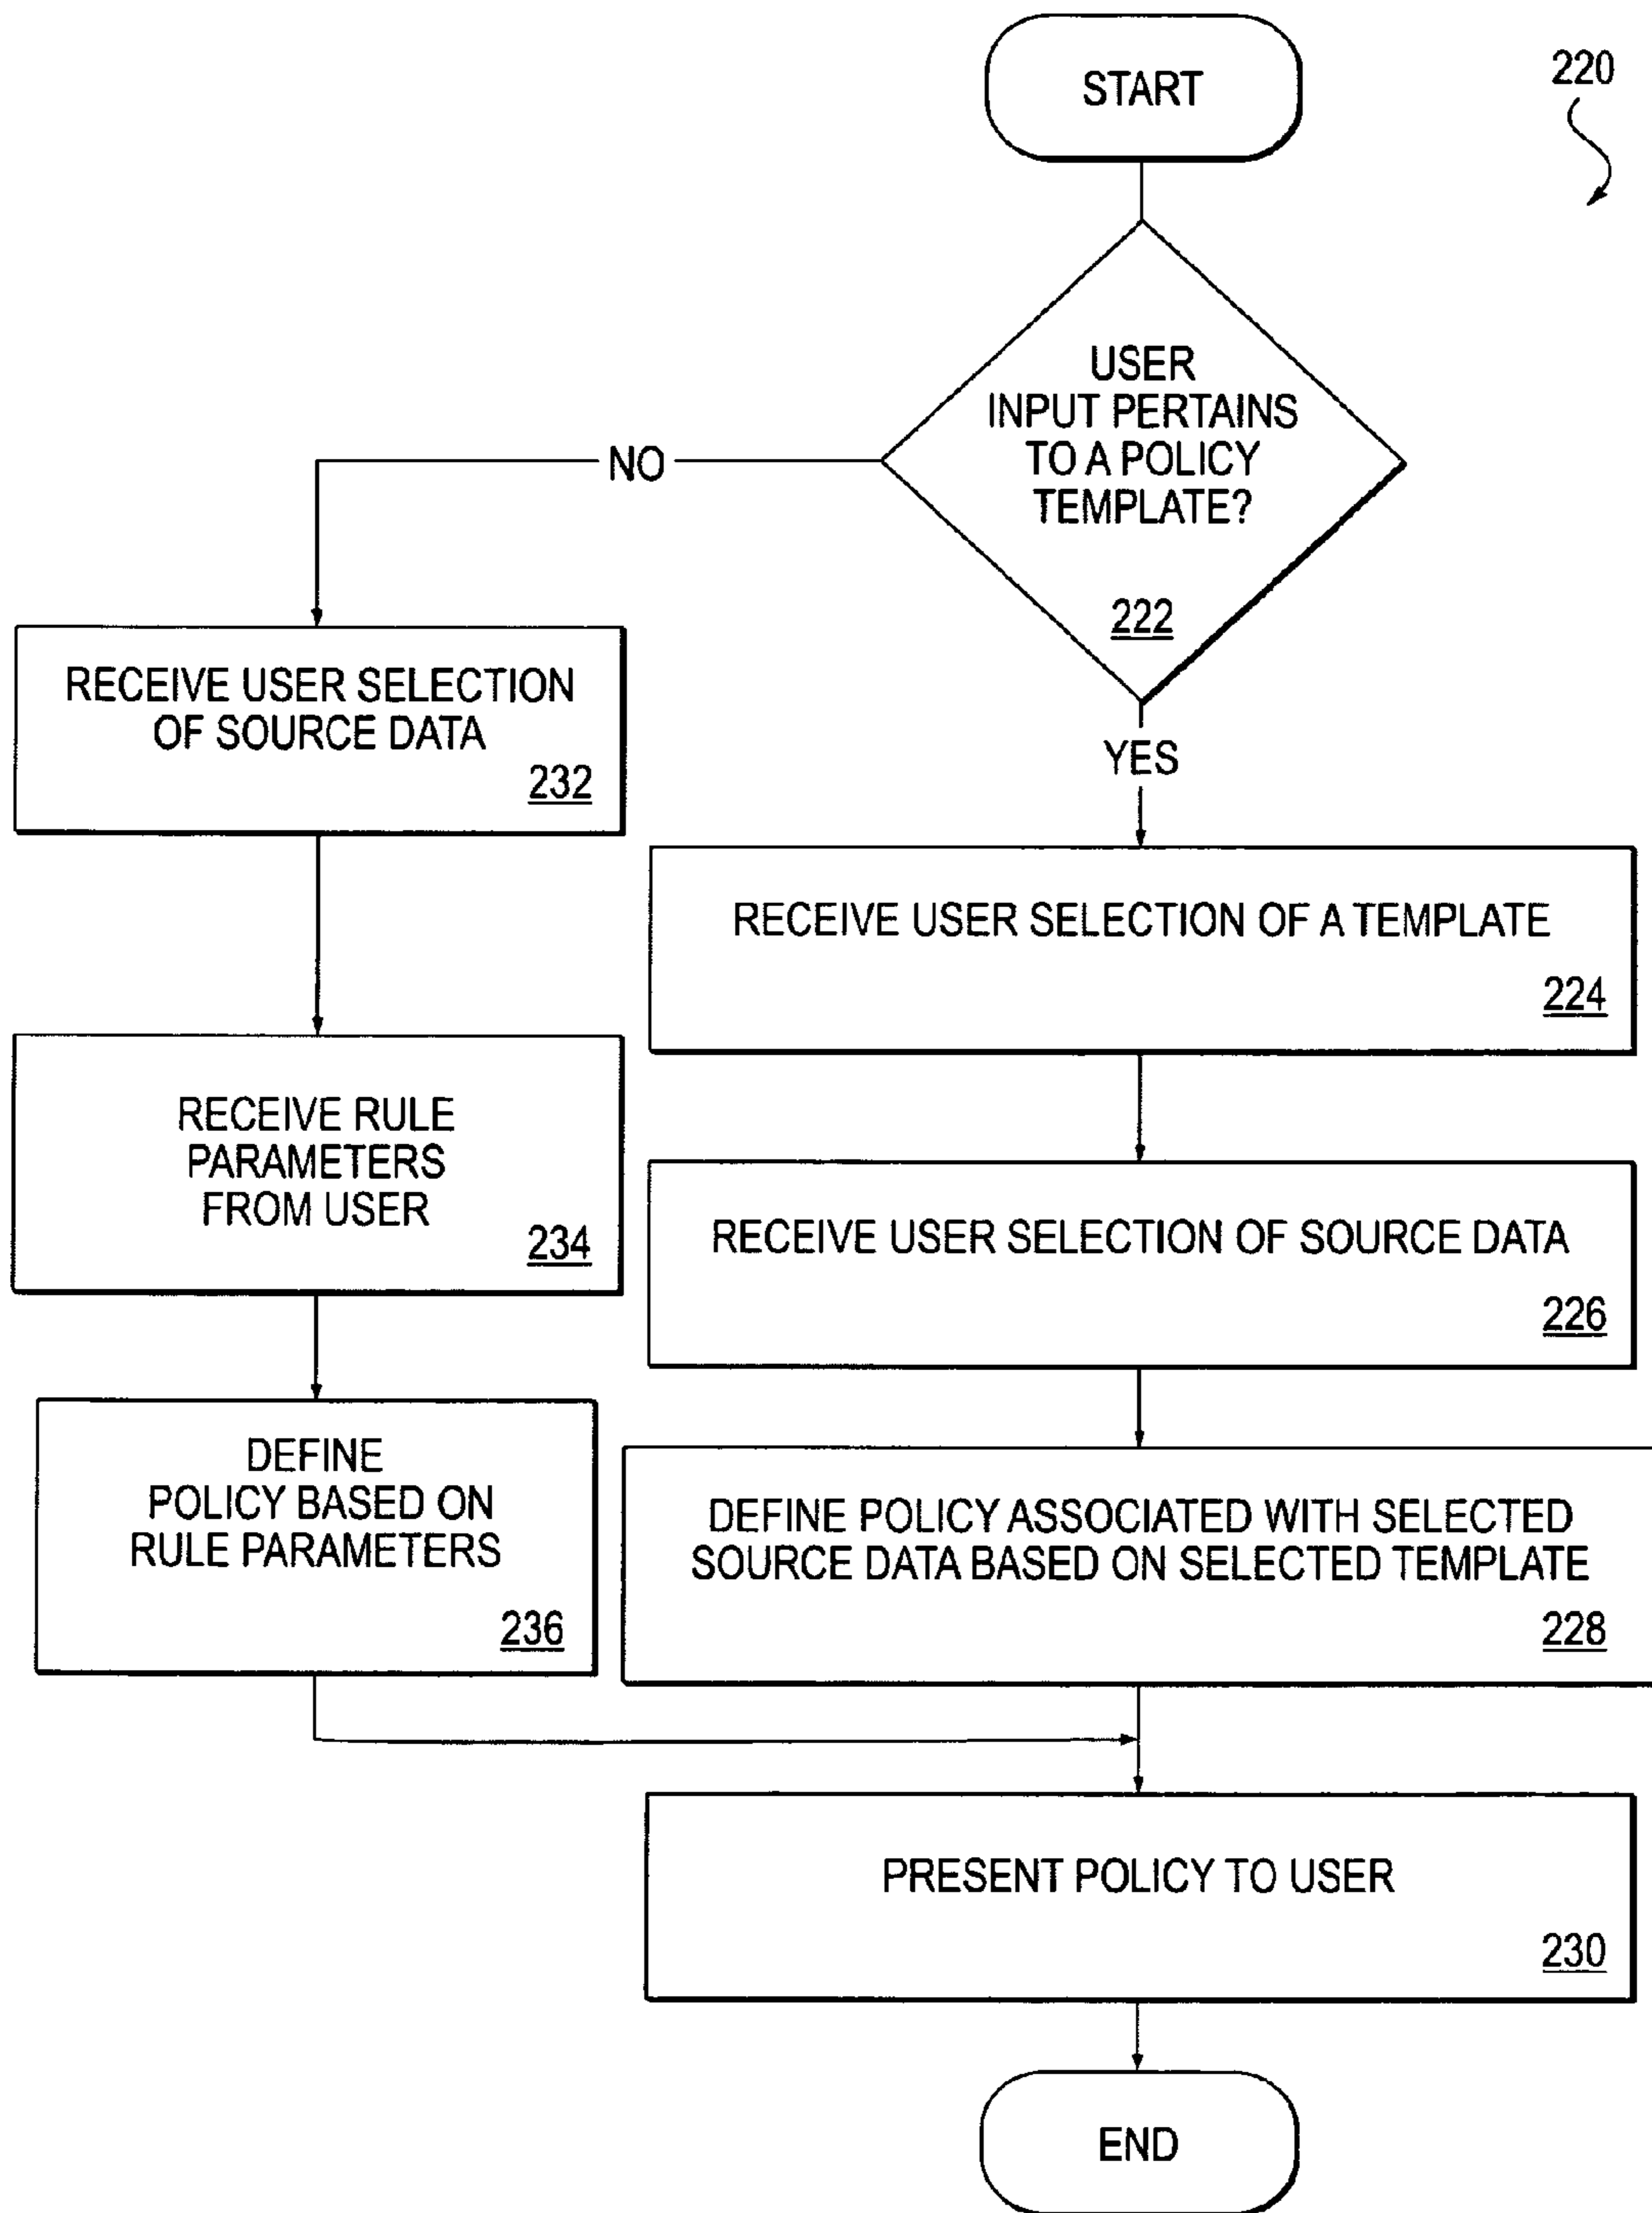 START
220
USER
INPUT PERTAINS
TO A POLICY
TEMPLATE?
222
NO
YES
RECEIVE USER SELECTION
OF SOURCE DATA
232
RECEIVE USER SELECTION OF A TEMPLATE
224
RECEIVE RULE
PARAMETERS
FROM USER
234
RECEIVE USER SELECTION OF SOURCE DATA
226
DEFINE
POLICY BASED ON
RULE PARAMETERS
236
DEFINE POLICY ASSOCIATED WITH SELECTED
SOURCE DATA BASED ON SELECTED TEMPLATE
228
PRESENT POLICY TO USER
230
END